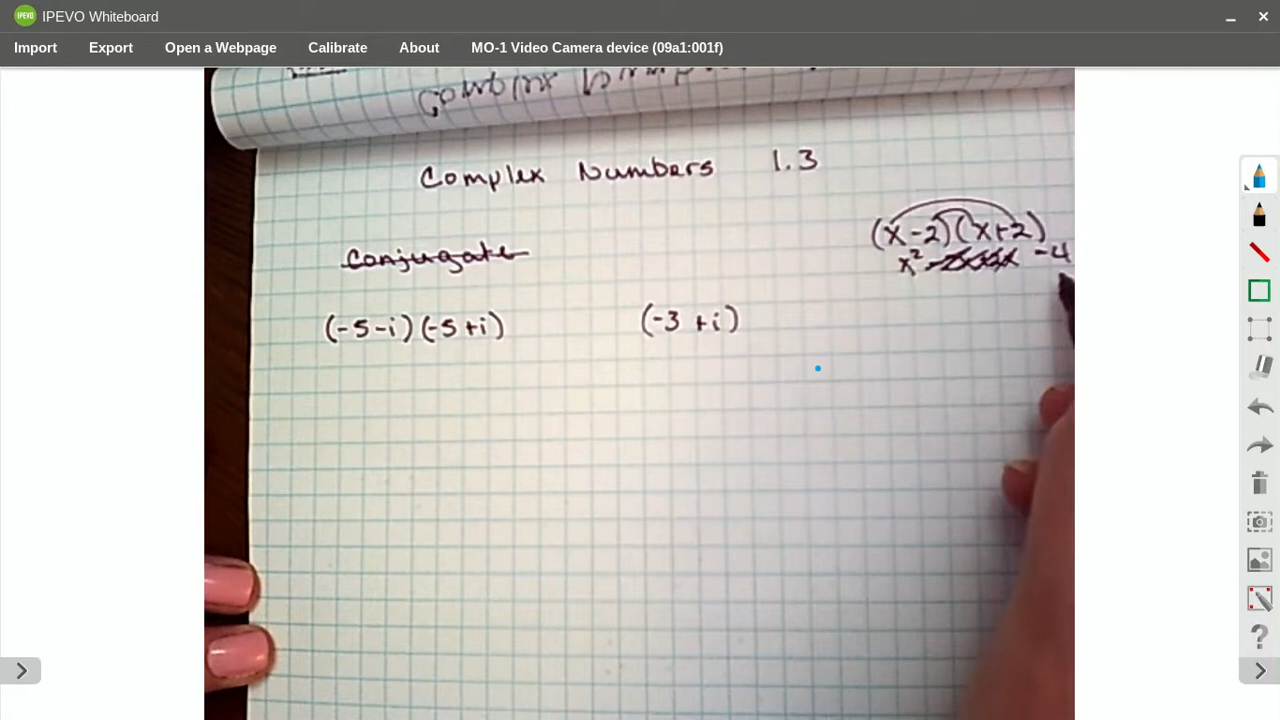 IPEVO Whiteboard
Import Export Open a Webpage Calibrate About MO-1 Video Camera device (09a1:001f)
Complex Numbers 1.3
(x-2)(x+2)
x² -4
Conjugate
(-5-i)(-5+i) (-3 +i)